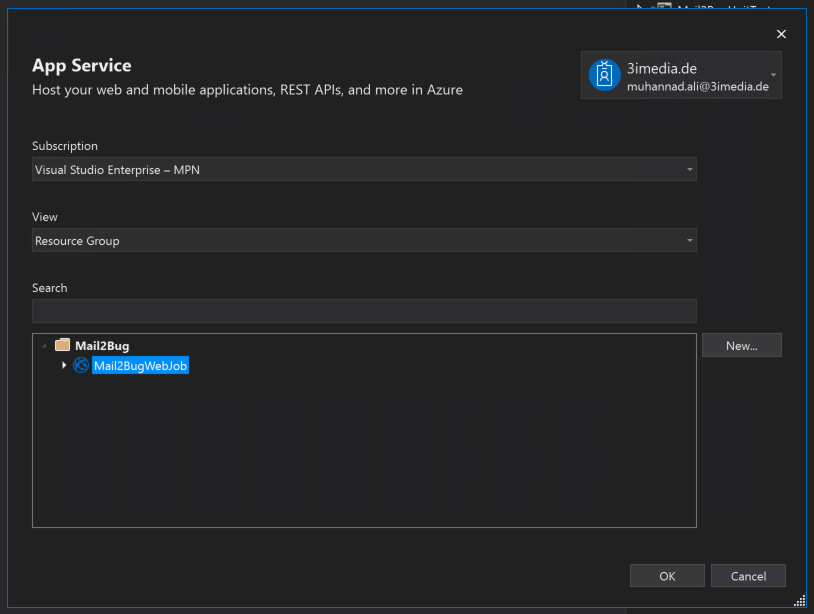 App Service
Host your web and mobile applications, REST APIs, and more in Azure
3imedia.de
muhannad.ali@3imedia.de
Subscription
Visual Studio Enterprise – MPN
View
Resource Group
Search
Mail2Bug
Mail2BugWebJob
New...
OK
Cancel